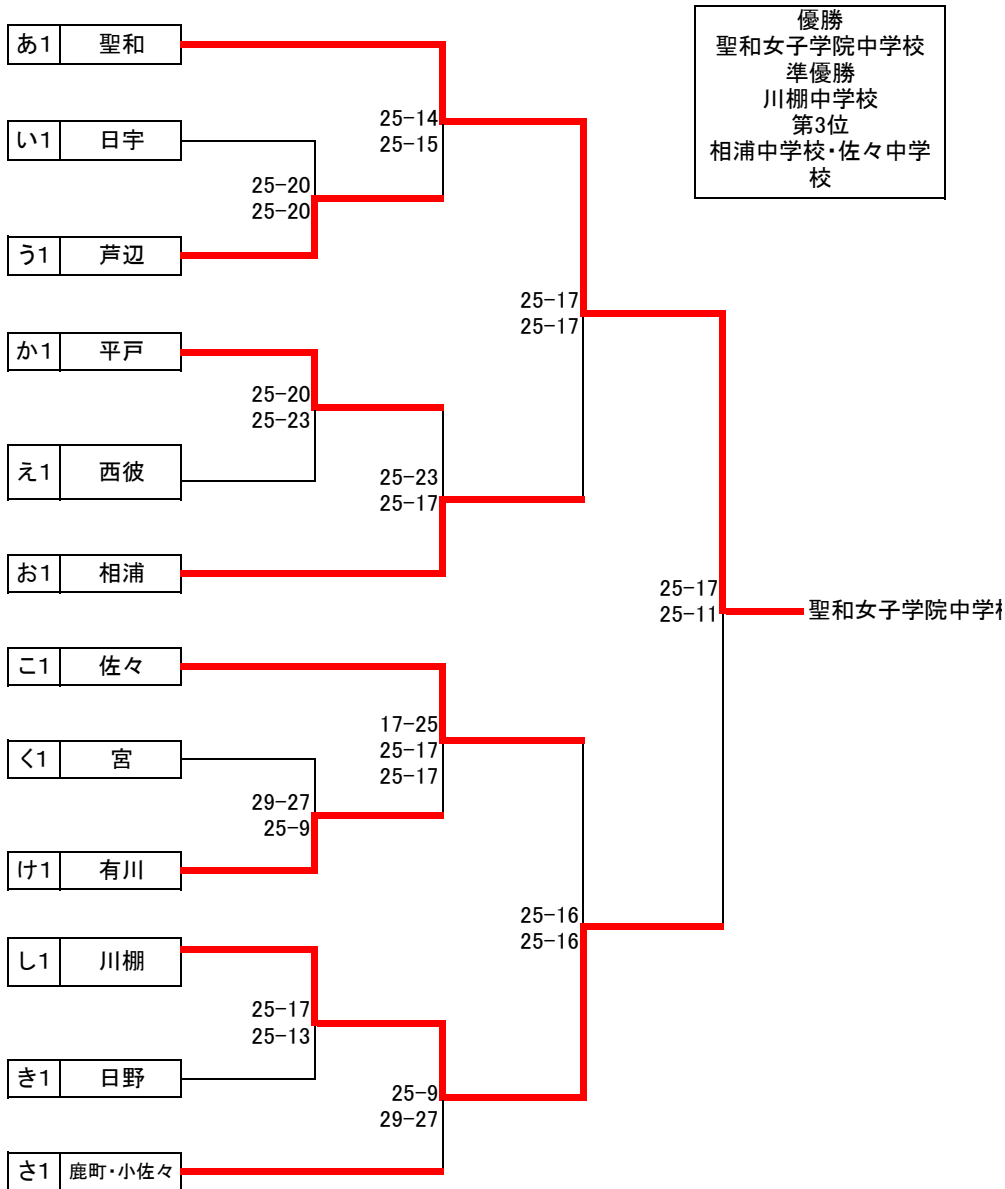 優勝
聖和女子学院中学校
準優勝
川棚中学校
第3位
相浦中学校・佐々中学
校
あ1 聖和
25-14
25-15
い1 日宇
25-20
25-20
う1 芦辺
25-17
25-17
か1 平戸
25-20
25-23
え1 西彼
25-23
25-17
お1 相浦
25-17
25-11
聖和女子学院中学
こ1 佐々
17-25
25-17
25-17
く1 宮
29-27
25-9
け1 有川
25-16
25-16
し1 川棚
25-17
25-13
き1 日野
25-9
29-27
さ1 鹿町・小佐々